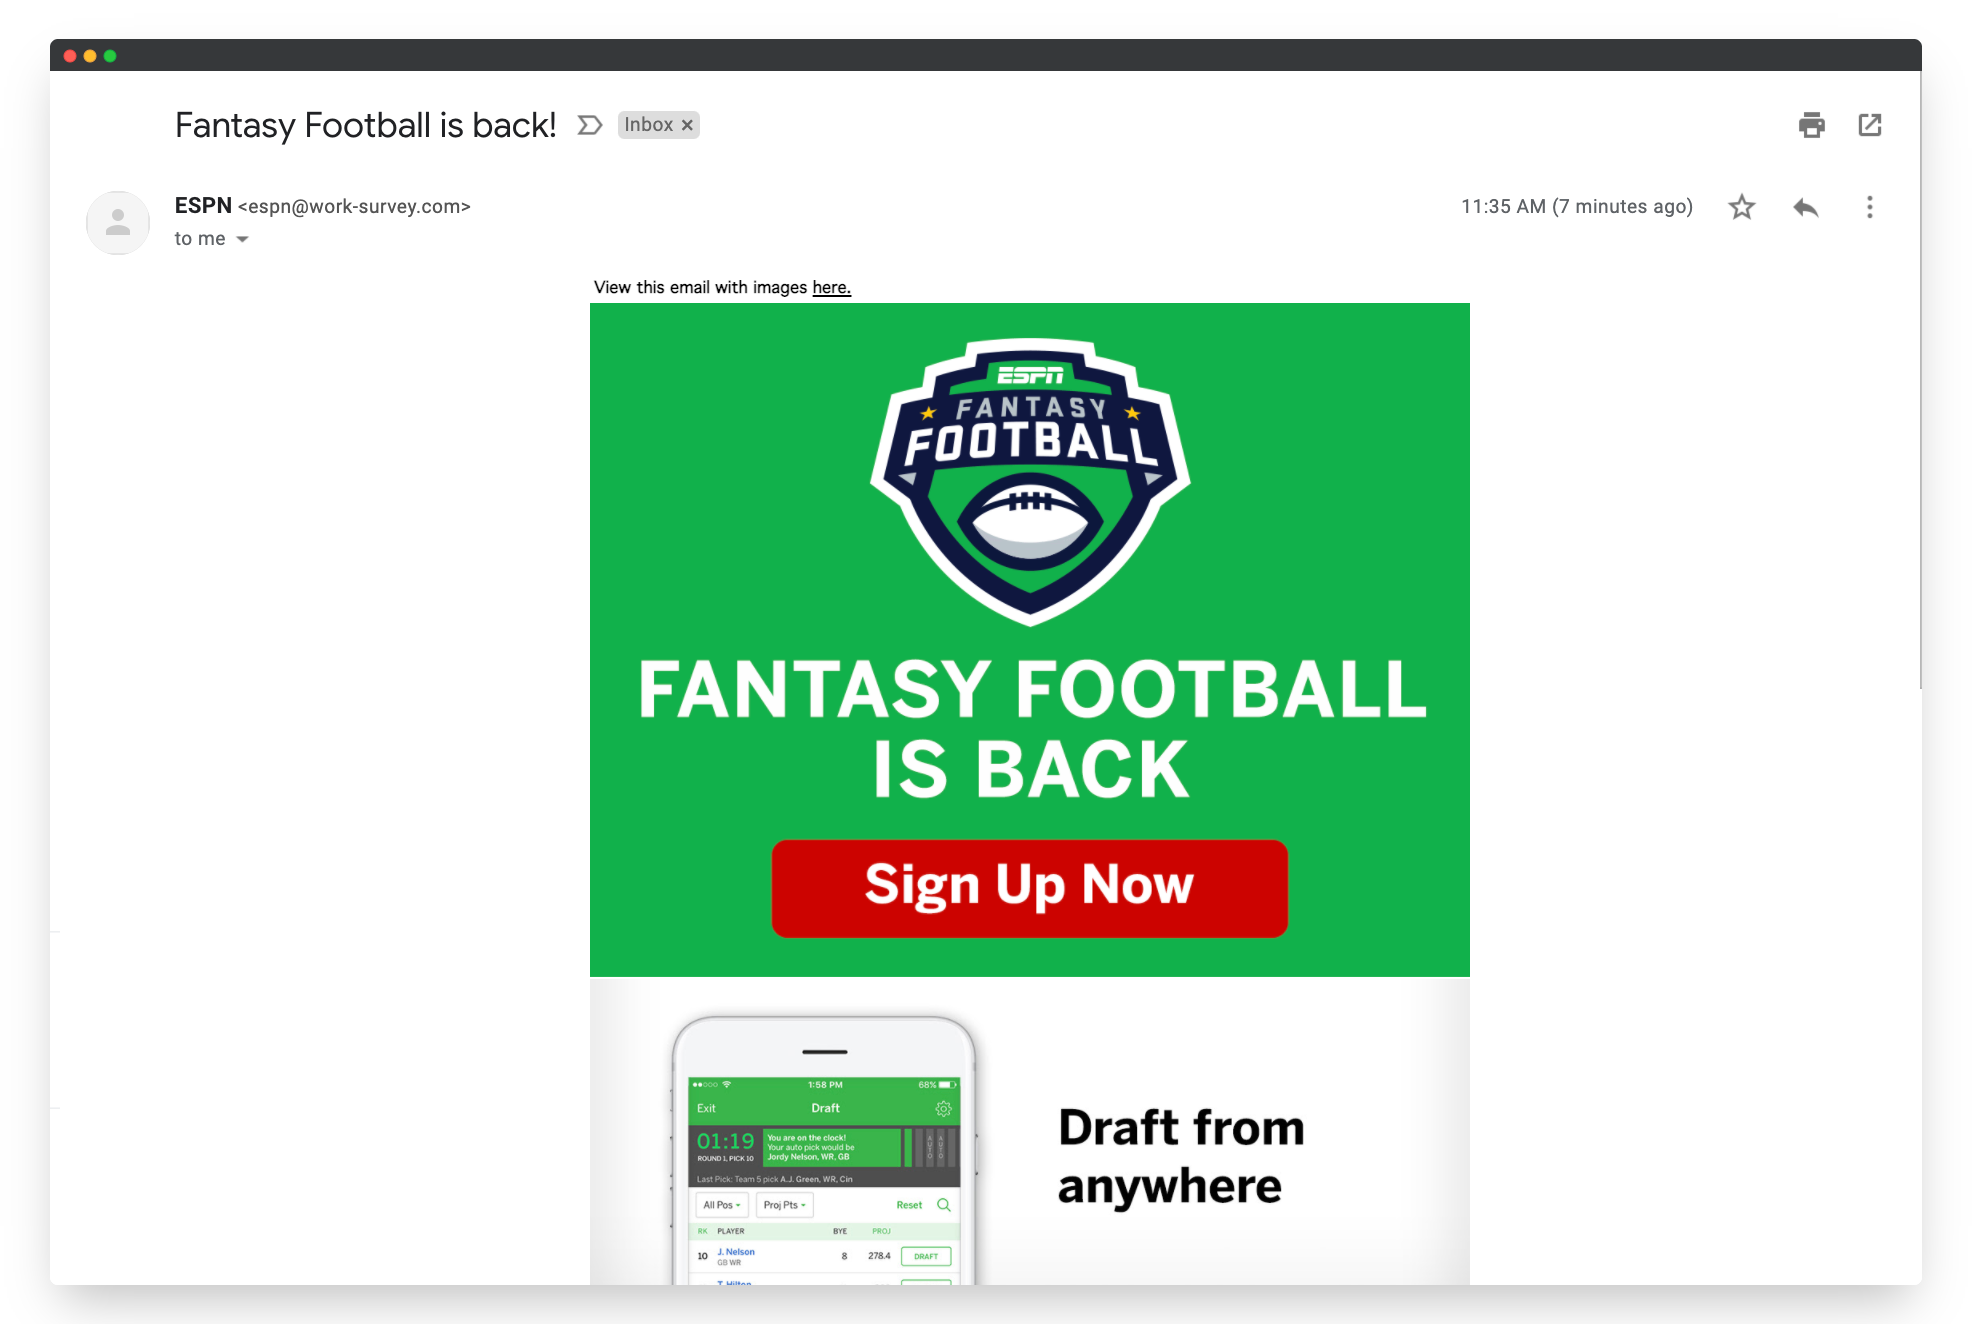 Fantasy Football is back!
Inbox ×
ESPN <espn@work-survey.com>
11:35 AM (7 minutes ago)
to me
View this email with images here.
ESPN
FANTASY
FOOTBALL
FANTASY FOOTBALL
IS BACK
Sign Up Now
1:58 PM
68%
Exit
Draft
01:19
ROUND 1, PICK 10
You are on the clock!
Your auto pick would be
Jordy Nelson, WR, GB
AUTO
AUTO
Last Pick: Team 5 pick A.J. Green, WR, Cin
All Pos
Proj Pts
Reset
RK PLAYER BYE PROJ
10 J. Nelson 8 278.4 DRAFT
GB WR
T. Hilton
Draft from
anywhere